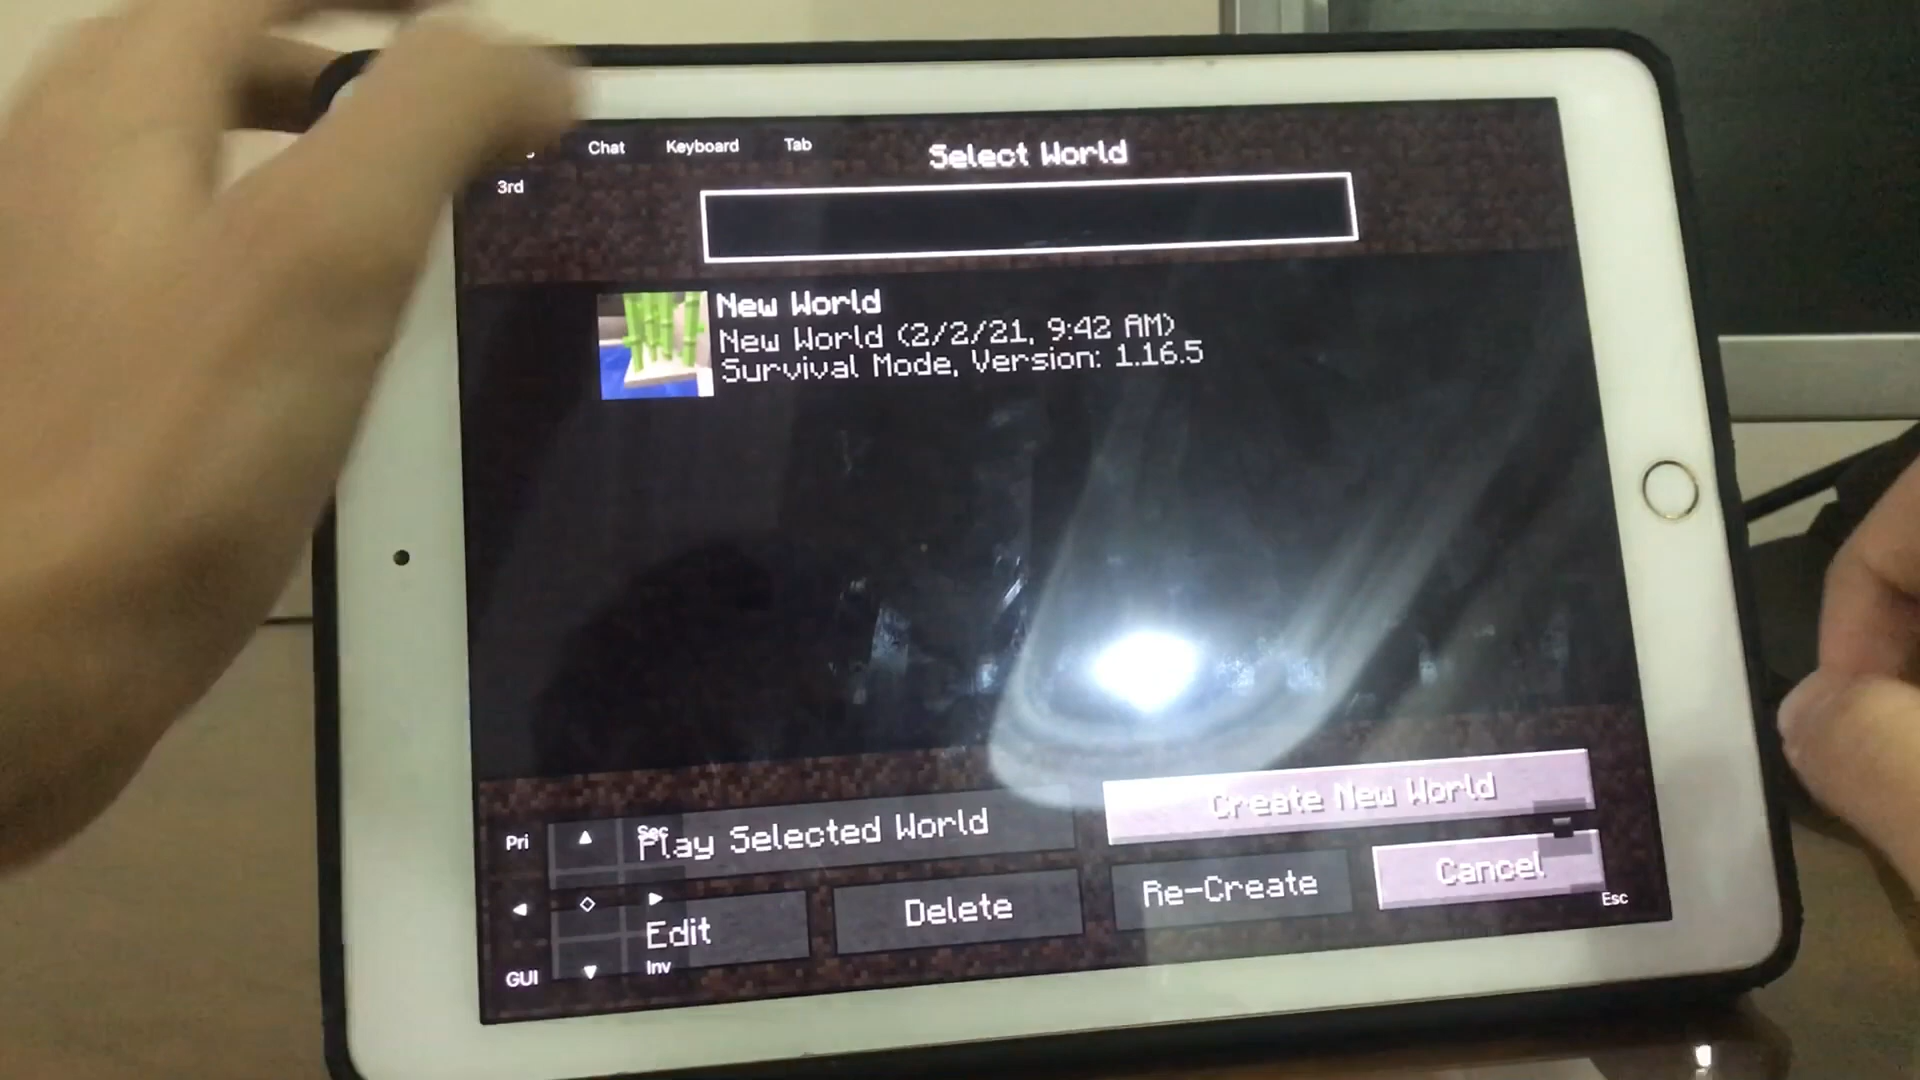 Chat Keyboard Tab
3rd
Select World
New World
New World (2/2/21, 9:42 AM)
Survival Mode, Version: 1.16.5
Pri
Sec
Play Selected World
Create New World
Edit
Delete
Re-Create
Cancel
Esc
GUI
Inv